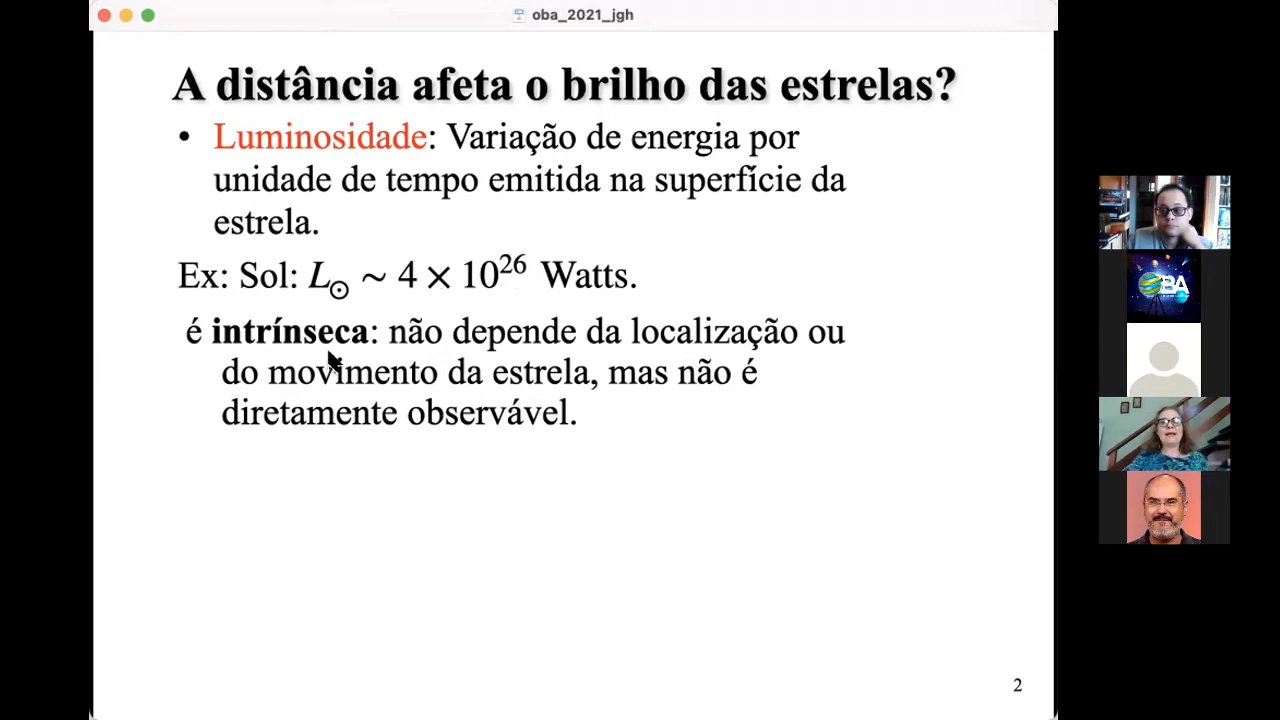 oba_2021_jgh
A distância afeta o brilho das estrelas?
• Luminosidade: Variação de energia por
unidade de tempo emitida na superfície da
estrela.
Ex: Sol: L☉ ~ 4 × 10²⁶ Watts.
é intrínseca: não depende da localização ou
do movimento da estrela, mas não é
diretamente observável.
2
OBA